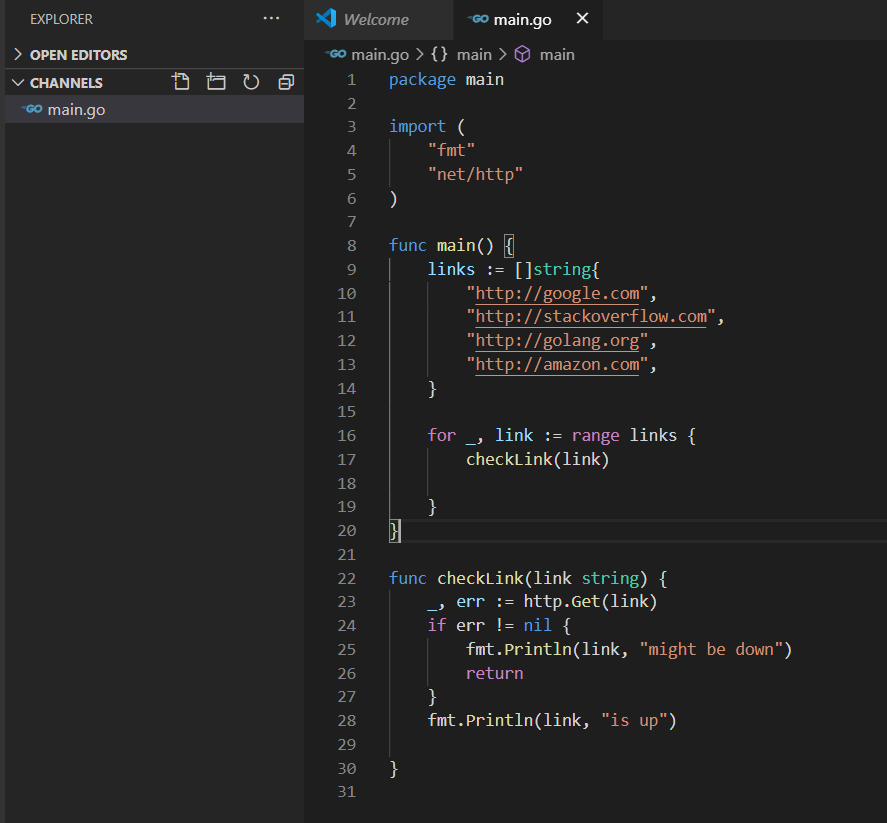 EXPLORER ...
OPEN EDITORS
CHANNELS
GO main.go
Welcome
GO main.go
GO main.go > {} main > main
1 package main
2
3 import (
4     "fmt"
5     "net/http"
6 )
7
8 func main() {
9     links := []string{
10         "http://google.com",
11         "http://stackoverflow.com",
12         "http://golang.org",
13         "http://amazon.com",
14     }
15
16     for _, link := range links {
17         checkLink(link)
18
19     }
20 }
21
22 func checkLink(link string) {
23     _, err := http.Get(link)
24     if err != nil {
25         fmt.Println(link, "might be down")
26         return
27     }
28     fmt.Println(link, "is up")
29
30 }
31